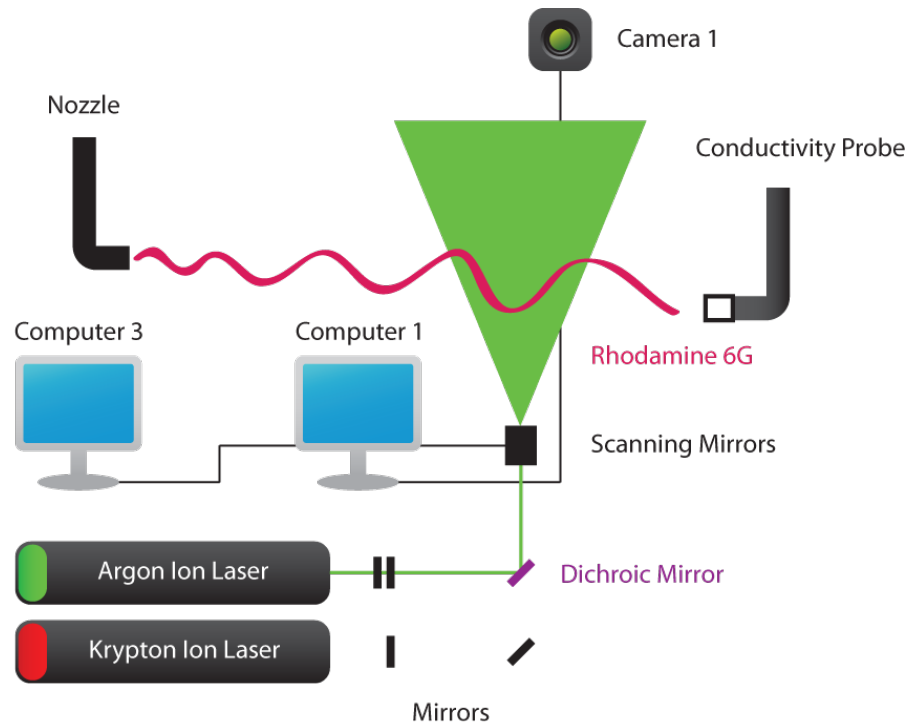 Camera 1
Nozzle
Conductivity Probe
Computer 3
Computer 1
Rhodamine 6G
Scanning Mirrors
Argon Ion Laser
Dichroic Mirror
Krypton Ion Laser
Mirrors